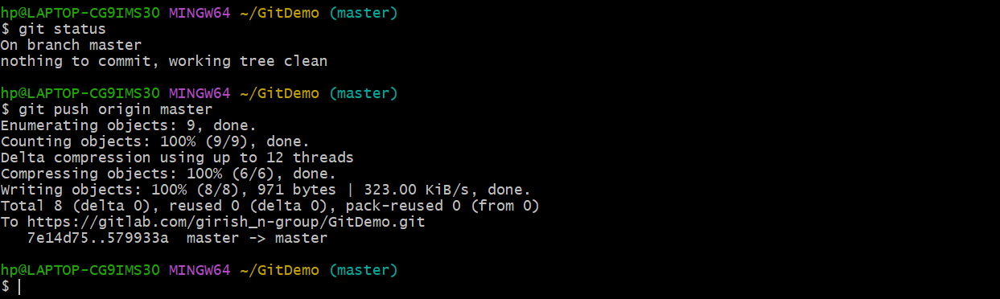 hp@LAPTOP-CG9IMS30 MINGW64 ~/GitDemo (master)
$ git status
On branch master
nothing to commit, working tree clean
hp@LAPTOP-CG9IMS30 MINGW64 ~/GitDemo (master)
$ git push origin master
Enumerating objects: 9, done.
Counting objects: 100% (9/9), done.
Delta compression using up to 12 threads
Compressing objects: 100% (6/6), done.
Writing objects: 100% (8/8), 971 bytes | 323.00 KiB/s, done.
Total 8 (delta 0), reused 0 (delta 0), pack-reused 0 (from 0)
To https://gitlab.com/girish_n-group/GitDemo.git
   7e14d75..579933a  master -> master
hp@LAPTOP-CG9IMS30 MINGW64 ~/GitDemo (master)
$